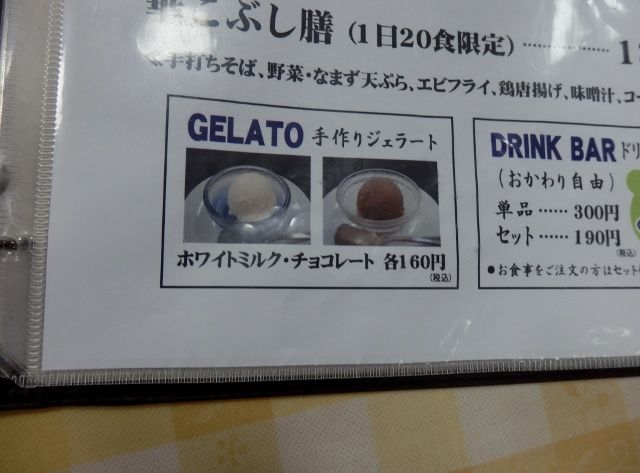 こぶし膳 (1日20食限定) ……………… 1
手打ちそば、野菜・なまず天ぷら、エビフライ、鶏唐揚げ、味噌汁、コー
GELATO 手作りジェラート
ホワイトミルク・チョコレート 各160円
(税込)
DRINK BAR ドリ
(おかわり自由)
単品 …… 300円
セット …… 190円
(税込)
●お食事をご注文の方はセット